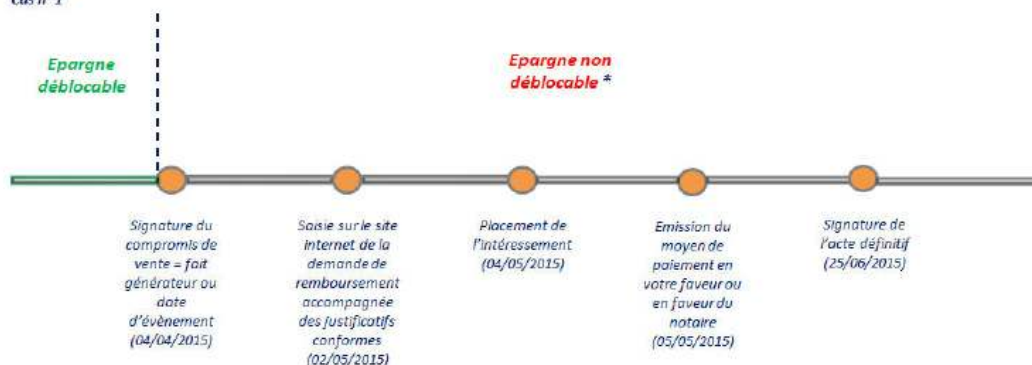 Cas n° 1
Epargne
déblocable
Epargne non
déblocable *
Signature du
compromis de
vente = fait
générateur ou
date
d'évènement
(04/04/2015)
Saisie sur le site
internet de la
demande de
remboursement
accompagnée
des justificatifs
conformes
(02/05/2015)
Placement de
l'intéressement
(04/05/2015)
Emission du
moyen de
paiement en
votre faveur ou
en faveur du
notaire
(05/05/2015)
Signature de
l'acte définitif
(25/06/2015)